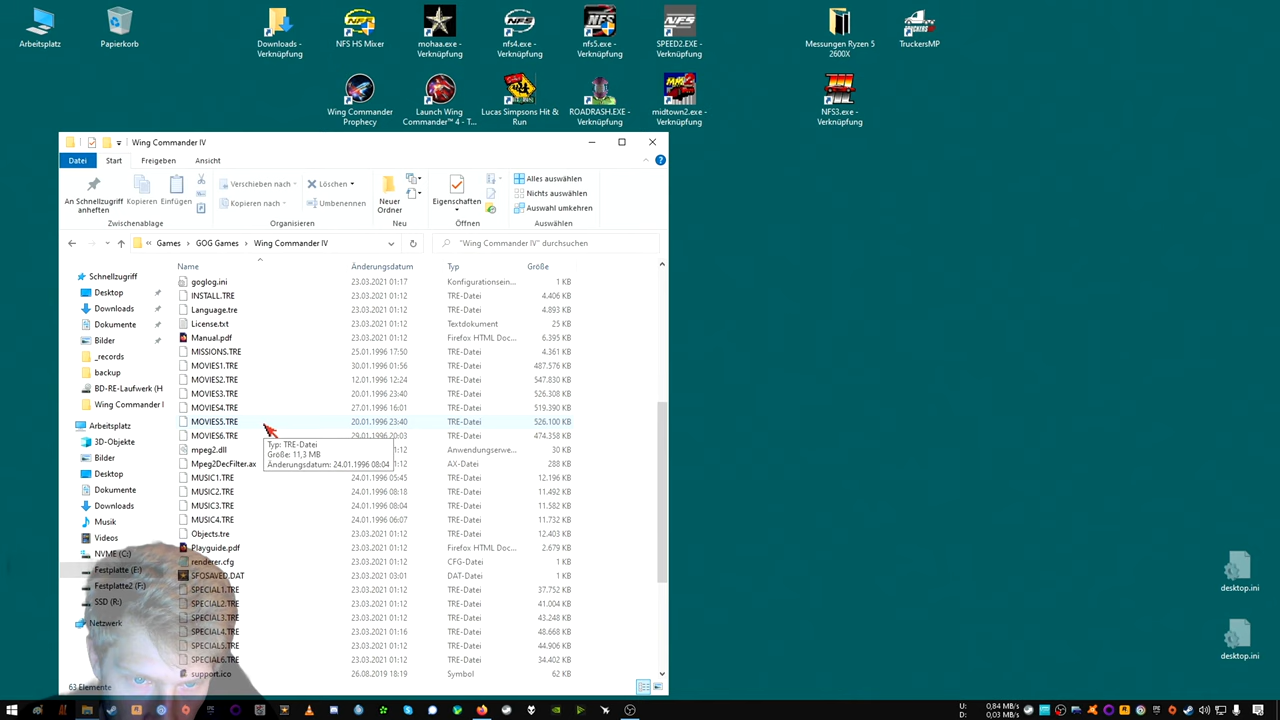 Arbeitsplatz
Papierkorb
Downloads -
Verknüpfung
NFS HS Mixer
mohaa.exe -
Verknüpfung
nfs4.exe -
Verknüpfung
nfs5.exe -
Verknüpfung
SPEED2.EXE -
Verknüpfung
Messungen Ryzen 5
2600X
TruckersMP
Wing Commander
Prophecy
Launch Wing
Commander™ 4 - T...
Lucas Simpsons Hit &
Run
ROADRASH.EXE -
Verknüpfung
midtown2.exe -
Verknüpfung
NFS3.exe -
Verknüpfung
Wing Commander IV
Datei Start Freigeben Ansicht
An Schnellzugriff
anheften
Kopieren
Einfügen
Verschieben nach
Kopieren nach
Löschen
Umbenennen
Neuer
Ordner
Eigenschaften
Alles auswählen
Nichts auswählen
Auswahl umkehren
Zwischenablage Organisieren Neu Öffnen Auswählen
« Games > GOG Games > Wing Commander IV
"Wing Commander IV" durchsuchen
Name Änderungsdatum Typ Größe
Schnellzugriff
Desktop
Downloads
Dokumente
Bilder
_records
backup
BD-RE-Laufwerk (H
Wing Commander I
Arbeitsplatz
3D-Objekte
Bilder
Desktop
Dokumente
Downloads
Musik
Videos
NVME (C:)
Festplatte (E:)
Festplatte2 (F:)
SSD (R:)
Netzwerk
goglog.ini 23.03.2021 01:17 Konfigurationsein... 1 KB
INSTALL.TRE 23.03.2021 01:12 TRE-Datei 4.406 KB
Language.tre 23.03.2021 01:12 TRE-Datei 4.893 KB
License.txt 23.03.2021 01:12 Textdokument 25 KB
Manual.pdf 23.03.2021 01:12 Firefox HTML Doc... 6.395 KB
MISSIONS.TRE 25.01.1996 17:50 TRE-Datei 4.361 KB
MOVIES1.TRE 30.01.1996 01:56 TRE-Datei 487.576 KB
MOVIES2.TRE 12.01.1996 12:24 TRE-Datei 547.830 KB
MOVIES3.TRE 20.01.1996 23:40 TRE-Datei 526.308 KB
MOVIES4.TRE 27.01.1996 16:01 TRE-Datei 519.390 KB
MOVIES5.TRE 20.01.1996 23:40 TRE-Datei 526.100 KB
MOVIES6.TRE 29.01.1996 20:03 TRE-Datei 474.358 KB
mpeg2.dll 1:12 Anwendungserwe... 30 KB
Mpeg2DecFilter.ax 1:12 AX-Datei 288 KB
MUSIC1.TRE 24.01.1996 05:45 TRE-Datei 12.196 KB
MUSIC2.TRE 24.01.1996 08:18 TRE-Datei 11.492 KB
MUSIC3.TRE 24.01.1996 08:04 TRE-Datei 11.582 KB
MUSIC4.TRE 24.01.1996 06:07 TRE-Datei 11.732 KB
Objects.tre 23.03.2021 01:12 TRE-Datei 12.403 KB
Playguide.pdf 23.03.2021 01:12 Firefox HTML Doc... 2.679 KB
renderer.cfg 23.03.2021 01:12 CFG-Datei 1 KB
SFOSAVED.DAT 23.03.2021 03:01 DAT-Datei 1 KB
SPECIAL1.TRE 23.03.2021 01:12 TRE-Datei 37.752 KB
SPECIAL2.TRE 23.03.2021 01:12 TRE-Datei 41.004 KB
SPECIAL3.TRE 23.03.2021 01:12 TRE-Datei 43.248 KB
SPECIAL4.TRE 23.03.2021 01:16 TRE-Datei 48.668 KB
SPECIAL5.TRE 23.03.2021 01:12 TRE-Datei 44.906 KB
SPECIAL6.TRE 23.03.2021 01:12 TRE-Datei 34.402 KB
support.ico 26.08.2019 18:19 Symbol 62 KB
Typ: TRE-Datei
Größe: 11,3 MB
Änderungsdatum: 24.01.1996 08:04
63 Elemente
desktop.ini
desktop.ini
U: 0,84 MB/s
D: 0,03 MB/s